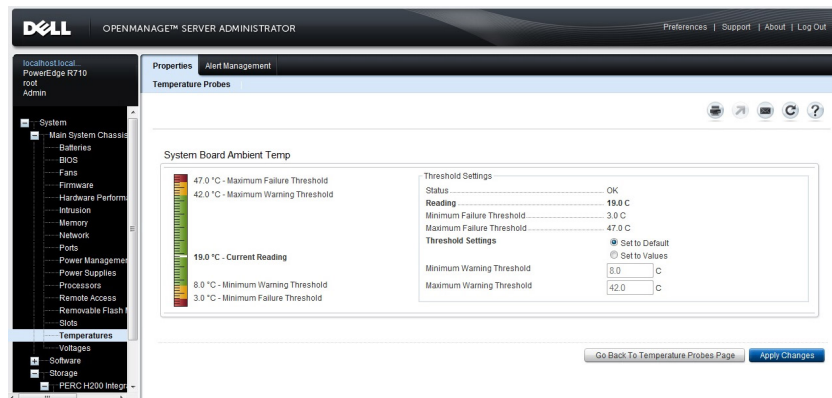 DELL OPENMANAGE™ SERVER ADMINISTRATOR
Preferences | Support | About | Log Out
localhost.local...
PowerEdge R710
root
Admin
Properties Alert Management
Temperature Probes
System
Main System Chassis
Batteries
BIOS
Fans
Firmware
Hardware Performa
Intrusion
Memory
Network
Ports
Power Managemen
Power Supplies
Processors
Remote Access
Removable Flash M
Slots
Temperatures
Voltages
Software
Storage
PERC H200 Integr
System Board Ambient Temp
47.0 °C - Maximum Failure Threshold
42.0 °C - Maximum Warning Threshold
19.0 °C - Current Reading
8.0 °C - Minimum Warning Threshold
3.0 °C - Minimum Failure Threshold
Threshold Settings
Status OK
Reading 19.0 C
Minimum Failure Threshold 3.0 C
Maximum Failure Threshold 47.0 C
Threshold Settings Set to Default
Set to Values
Minimum Warning Threshold 8.0 C
Maximum Warning Threshold 42.0 C
Go Back To Temperature Probes Page Apply Changes